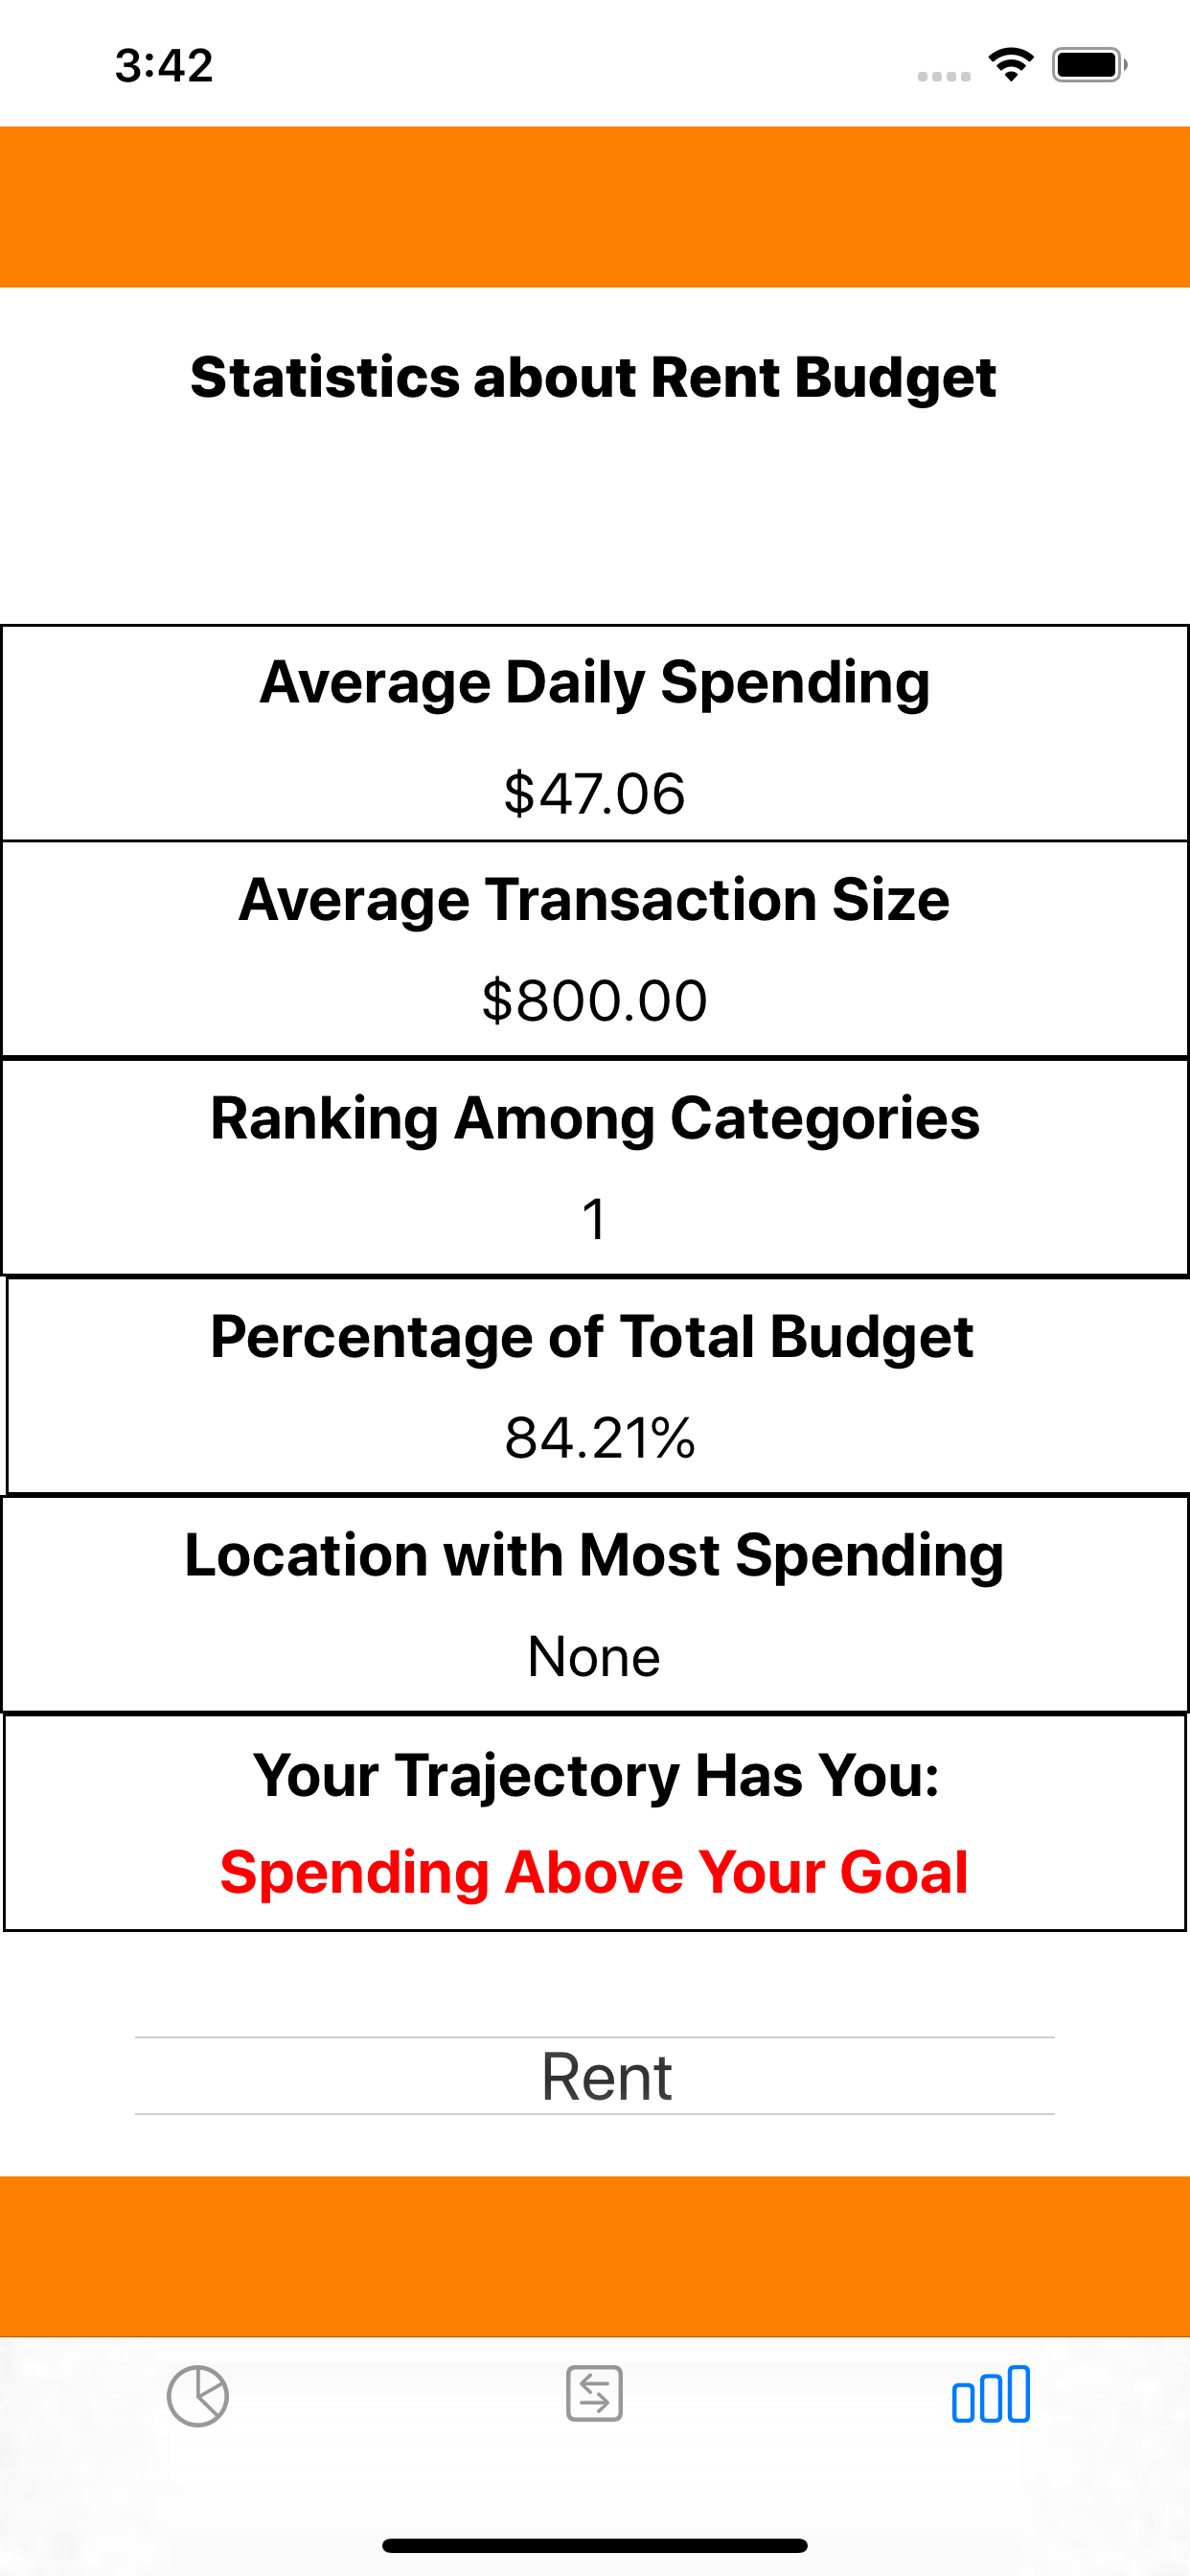 3:42
Statistics about Rent Budget
Average Daily Spending
$47.06
Average Transaction Size
$800.00
Ranking Among Categories
1
Percentage of Total Budget
84.21%
Location with Most Spending
None
Your Trajectory Has You:
Spending Above Your Goal
Rent